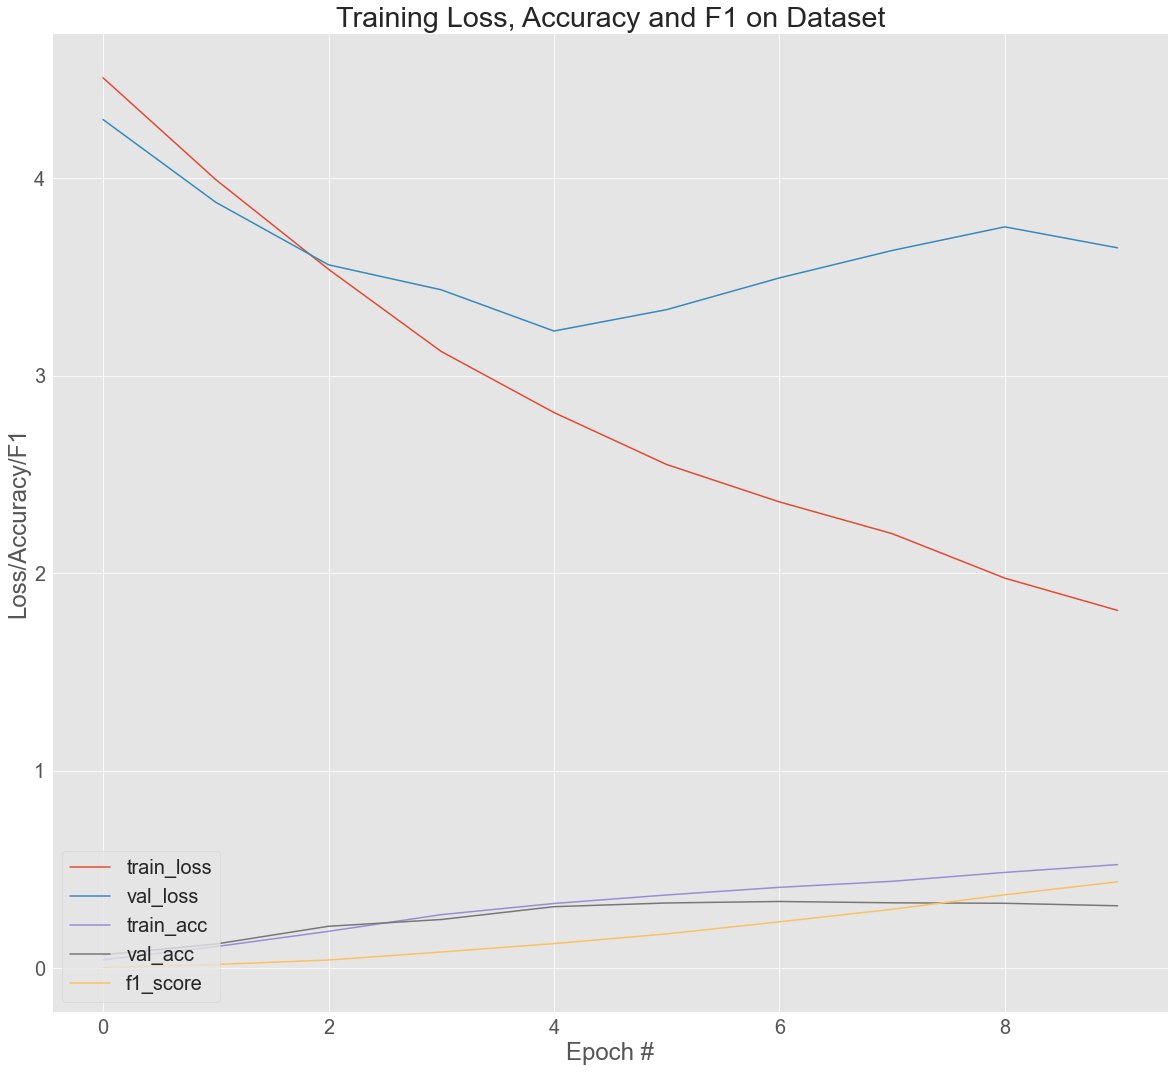 Training Loss, Accuracy and F1 on Dataset
Loss/Accuracy/F1
4
3
2
1
0
train_loss
val_loss
train_acc
val_acc
f1_score
0 2 4 6 8
Epoch #